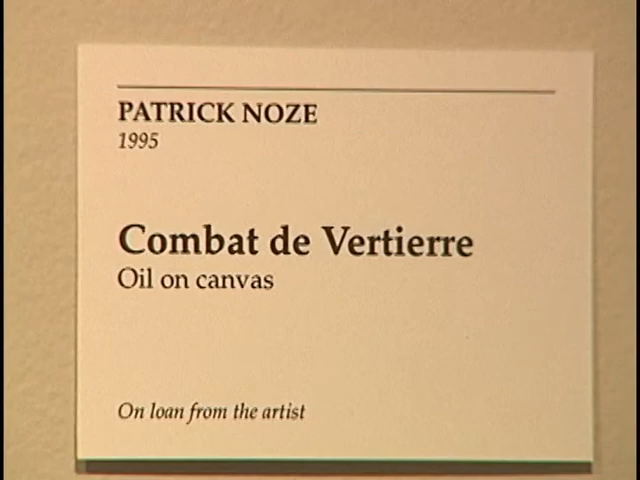 PATRICK NOZE
1995
Combat de Vertierre
Oil on canvas
On loan from the artist